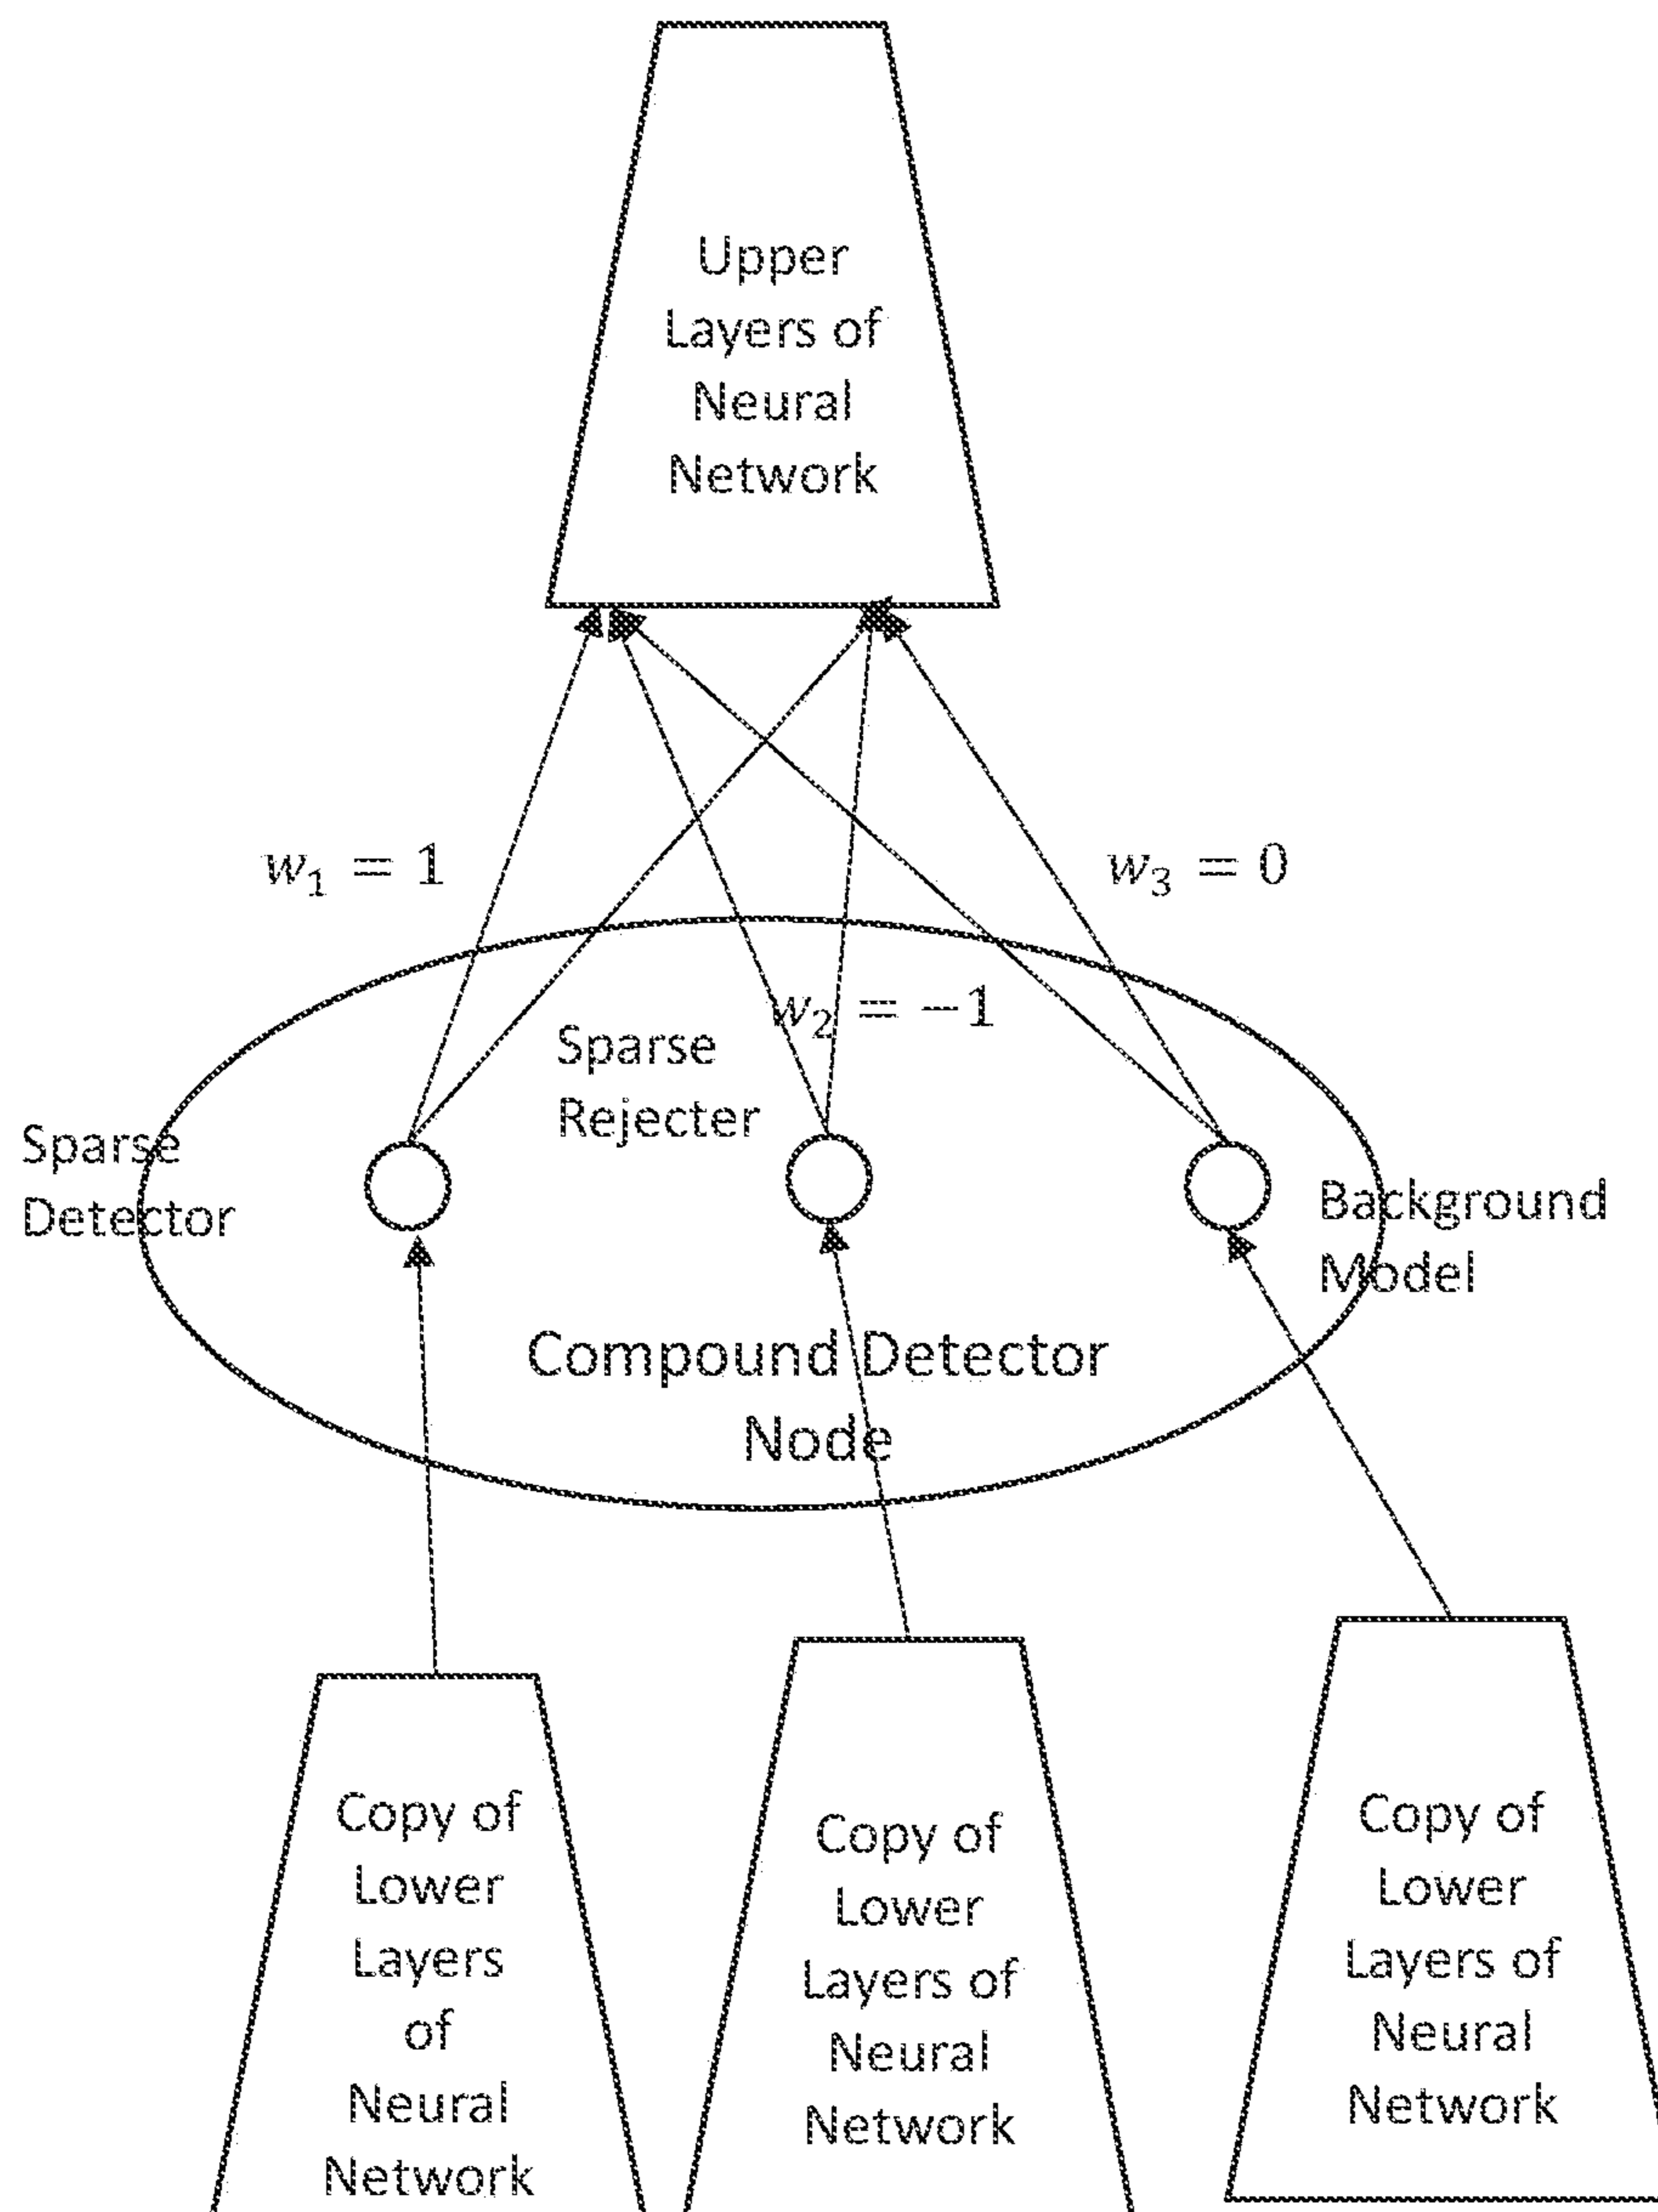 Upper
Layers of
Neural
Network
w₁ = 1
w₃ = 0
w₂ = −1
Sparse
Rejecter
Sparse
Detector
Background
Model
Compound Detector
Node
Copy of
Lower
Layers
of
Neural
Network
Copy of
Lower
Layers of
Neural
Network
Copy of
Lower
Layers of
Neural
Network